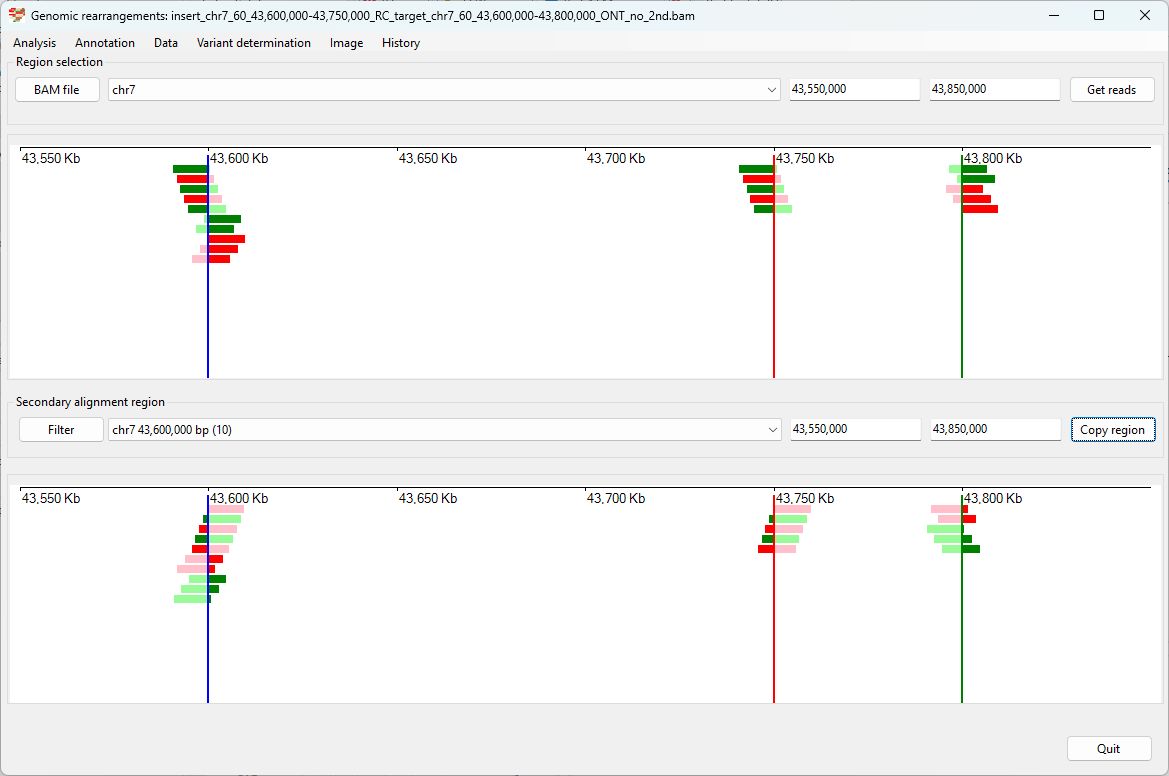 Genomic rearrangements: insert_chr7_60_43,600,000-43,750,000_RC_target_chr7_60_43,600,000-43,800,000_ONT_no_2nd.bam
Analysis Annotation Data Variant determination Image History
Region selection
BAM file chr7 43,550,000 43,850,000 Get reads
43,550 Kb 43,600 Kb 43,650 Kb 43,700 Kb 43,750 Kb 43,800 Kb
Secondary alignment region
Filter chr7 43,600,000 bp (10) 43,550,000 43,850,000 Copy region
43,550 Kb 43,600 Kb 43,650 Kb 43,700 Kb 43,750 Kb 43,800 Kb
Quit